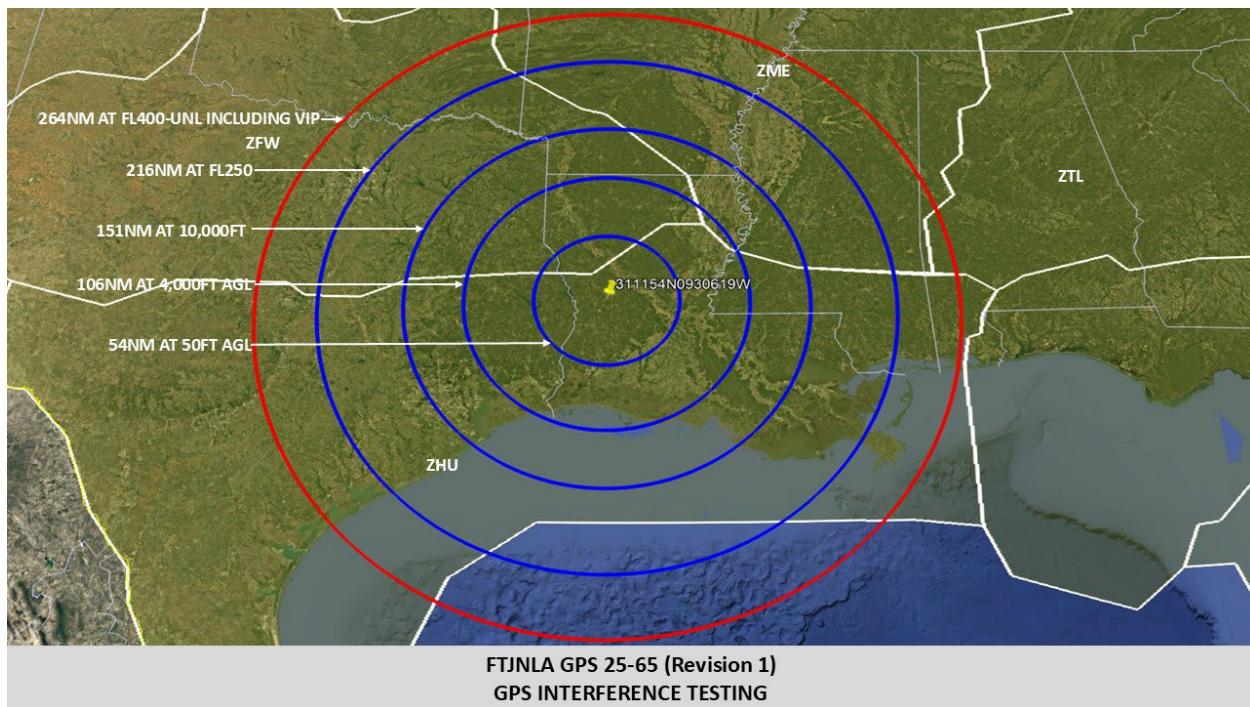 ZME
264NM AT FL400-UNL INCLUDING VIP
ZFW
216NM AT FL250
ZTL
151NM AT 10,000FT
106NM AT 4,000FT AGL
311154N0930619W
54NM AT 50FT AGL
ZHU
FTJNLA GPS 25-65 (Revision 1)
GPS INTERFERENCE TESTING